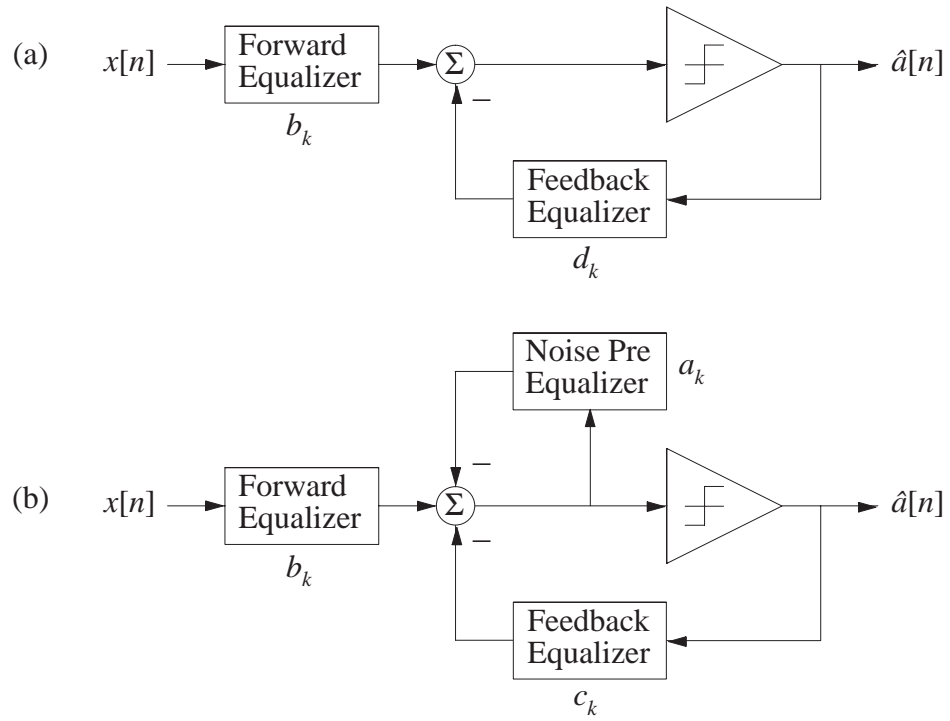 (a)
x[n]
Forward
Equalizer
b_k
Σ
−
â[n]
Feedback
Equalizer
d_k
(b)
Noise Pre
Equalizer
a_k
−
x[n]
Forward
Equalizer
b_k
Σ
−
â[n]
Feedback
Equalizer
c_k